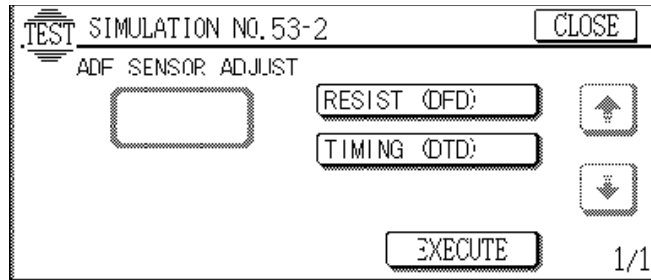 TEST SIMULATION NO.53-2 CLOSE
ADF SENSOR ADJUST
RESIST (DFD)
TIMING (DTD)
EXECUTE
1/1